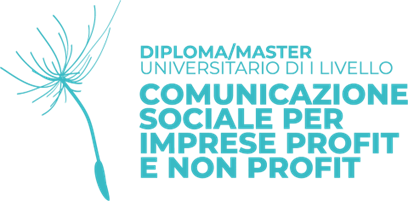 DIPLOMA/MASTER
UNIVERSITARIO DI I LIVELLO
COMUNICAZIONE
SOCIALE PER
IMPRESE PROFIT
E NON PROFIT